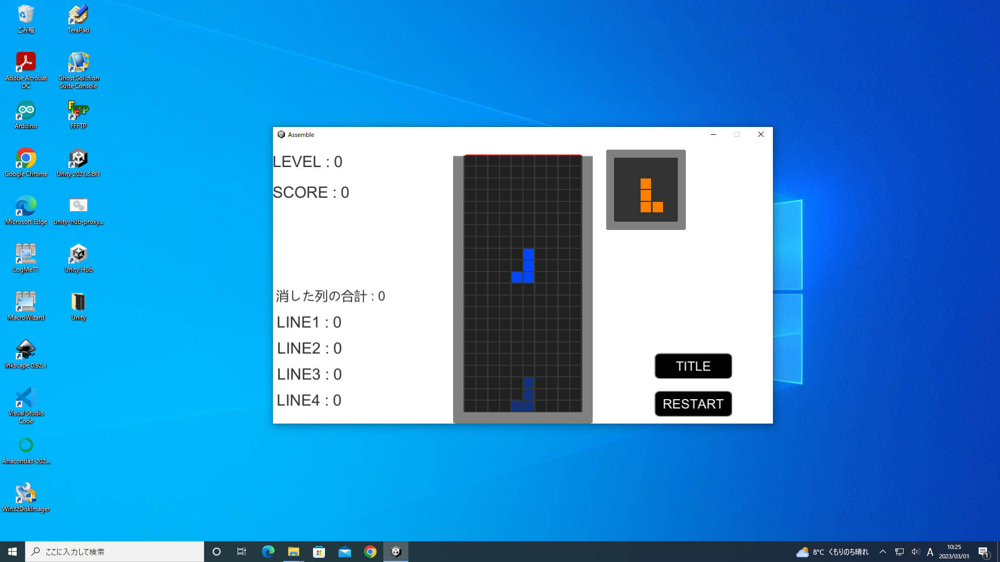 ごみ箱
TeraPad
Adobe Acrobat
DC
Ghost Solution
Suite Console
Arduino
FFFTP
Google Chrome
Unity 2021.3.8f1
Microsoft Edge
unity-hub-proxy...
LogMeTT
Unity Hub
MacroWizard
Unity
Inkscape 0.92.1
Visual Studio
Code
Anaconda3-202...
Win32DiskImager
Assemble
LEVEL : 0
SCORE : 0
消した列の合計 : 0
LINE1 : 0
LINE2 : 0
LINE3 : 0
LINE4 : 0
TITLE
RESTART
ここに入力して検索
8°C くもりのち晴れ
A
10:25
2023/03/01
1